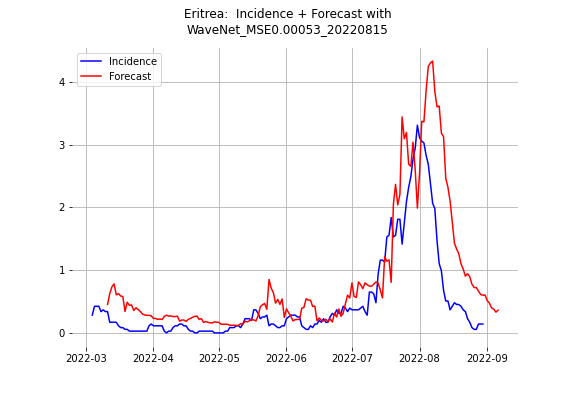 Eritrea:  Incidence + Forecast with
WaveNet_MSE0.00053_20220815
Incidence
Forecast
4
3
2
1
0
2022-03 2022-04 2022-05 2022-06 2022-07 2022-08 2022-09